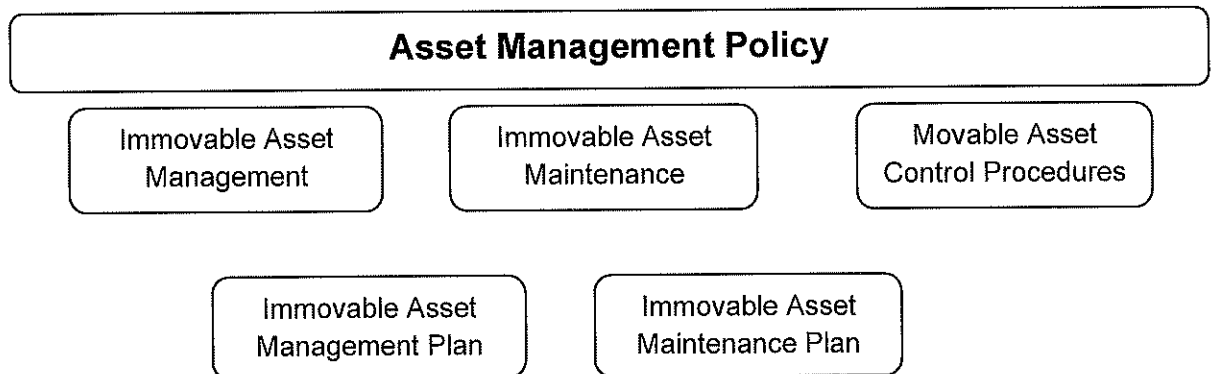 Asset Management Policy
Immovable Asset
Management
Immovable Asset
Maintenance
Movable Asset
Control Procedures
Immovable Asset
Management Plan
Immovable Asset
Maintenance Plan